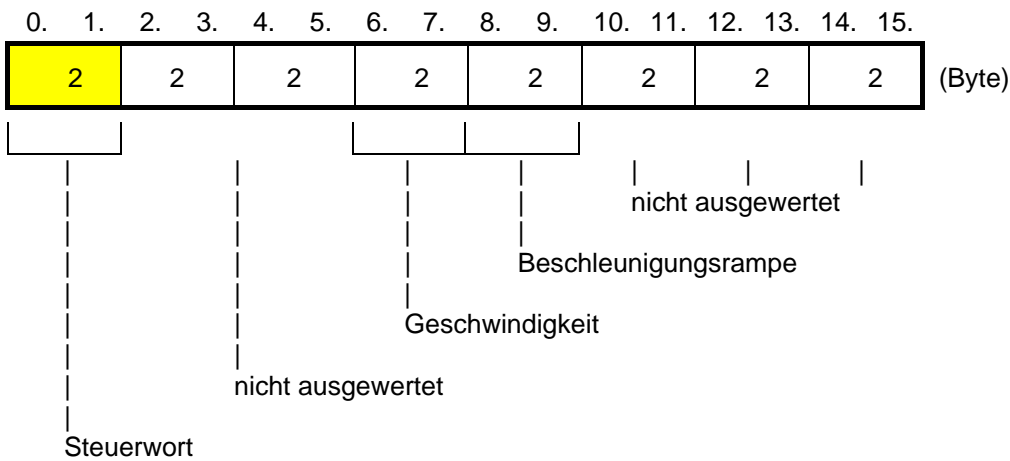 0. 1. 2. 3. 4. 5. 6. 7. 8. 9. 10. 11. 12. 13. 14. 15.
2 2 2 2 2 2 2 2 (Byte)
nicht ausgewertet
Beschleunigungsrampe
Geschwindigkeit
nicht ausgewertet
Steuerwort